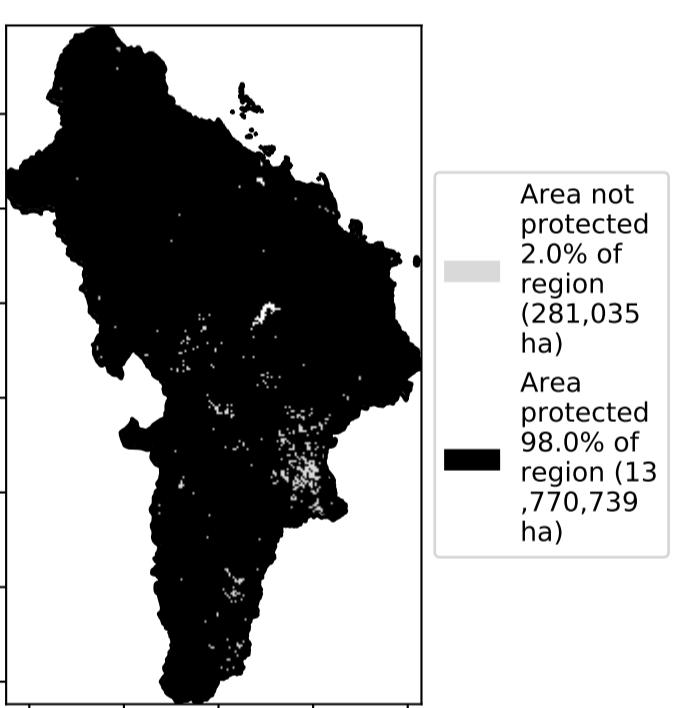 Area not
protected
2.0% of
region
(281,035
ha)
Area
protected
98.0% of
region (13
,770,739
ha)